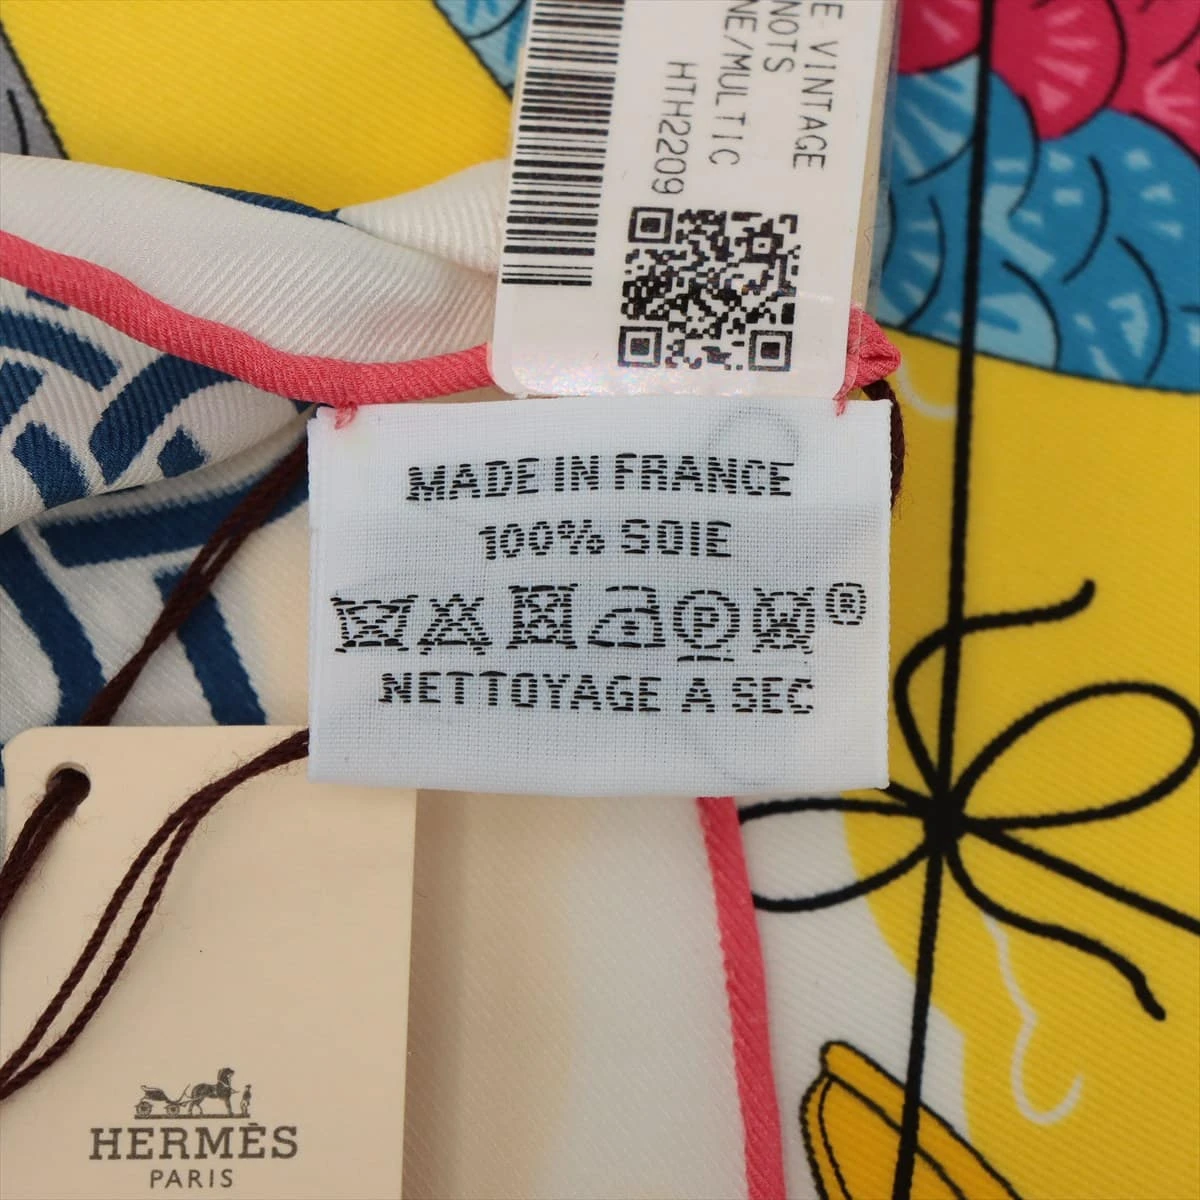 E-VINTAGE
NOTS
NE/MULTIC
HTH2209
MADE IN FRANCE
100% SOIE
®
NETTOYAGE A SEC
HERMÈS
PARIS